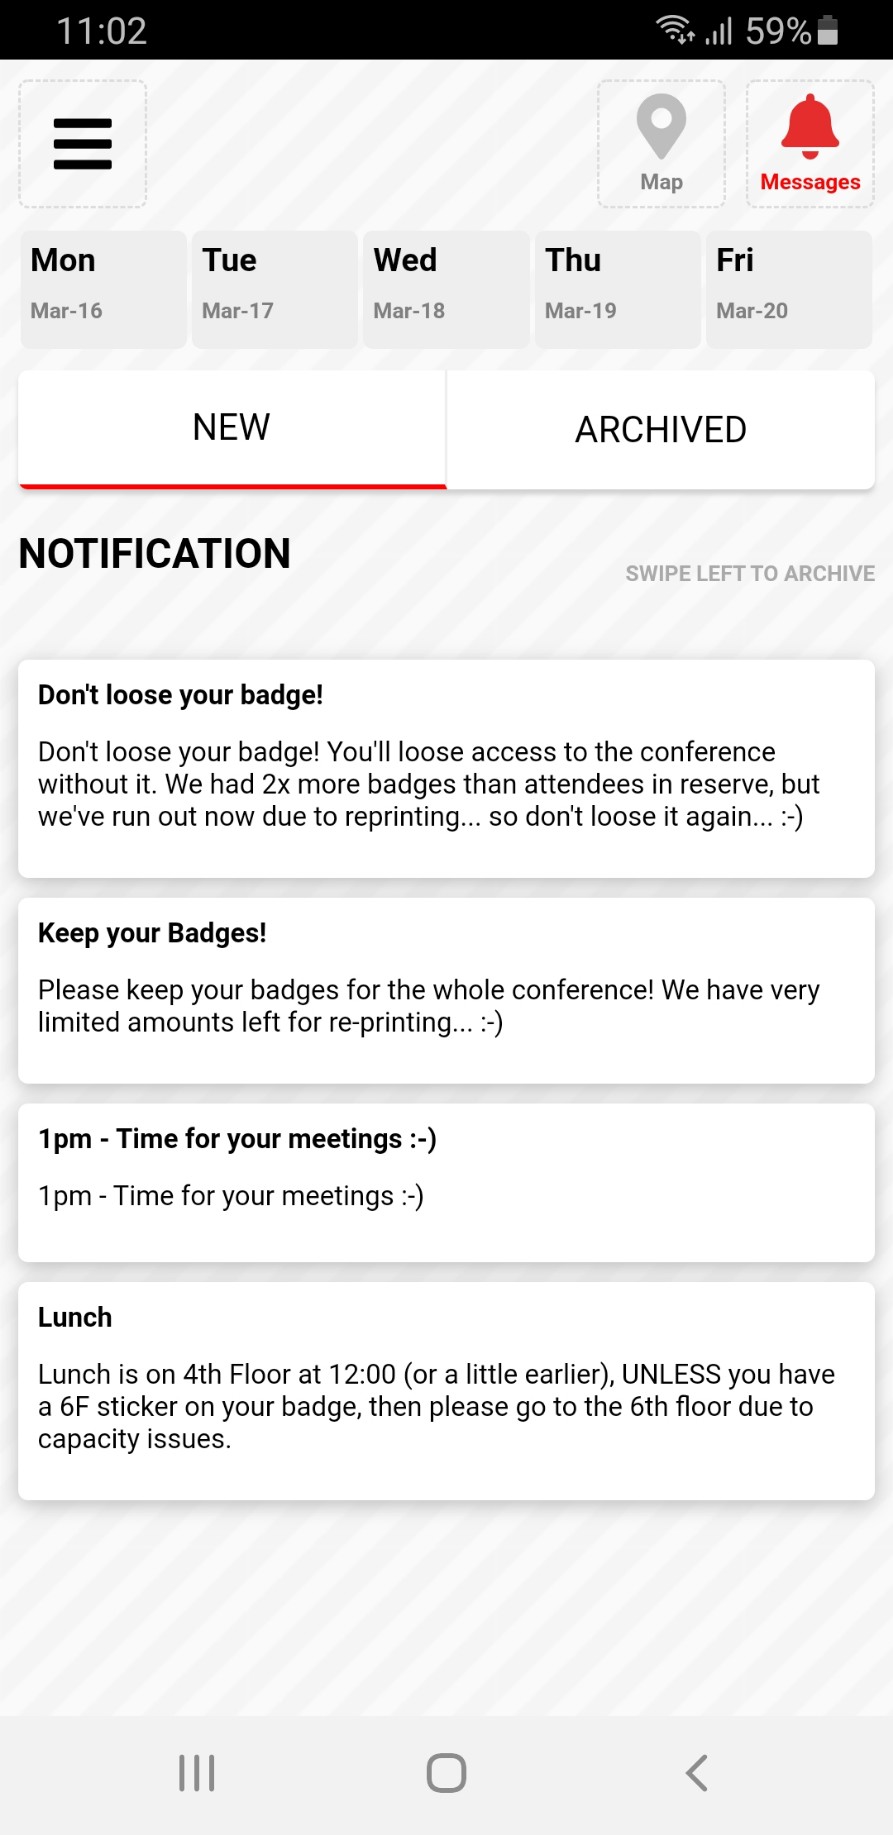 11:02
59%
Map
Messages
Mon
Tue
Wed
Thu
Fri
Mar-16
Mar-17
Mar-18
Mar-19
Mar-20
NEW
ARCHIVED
NOTIFICATION
SWIPE LEFT TO ARCHIVE
Don't loose your badge!
Don't loose your badge! You'll loose access to the conference
without it. We had 2x more badges than attendees in reserve, but
we've run out now due to reprinting... so don't loose it again... :-)
Keep your Badges!
Please keep your badges for the whole conference! We have very
limited amounts left for re-printing... :-)
1pm - Time for your meetings :-)
1pm - Time for your meetings :-)
Lunch
Lunch is on 4th Floor at 12:00 (or a little earlier), UNLESS you have
a 6F sticker on your badge, then please go to the 6th floor due to
capacity issues.